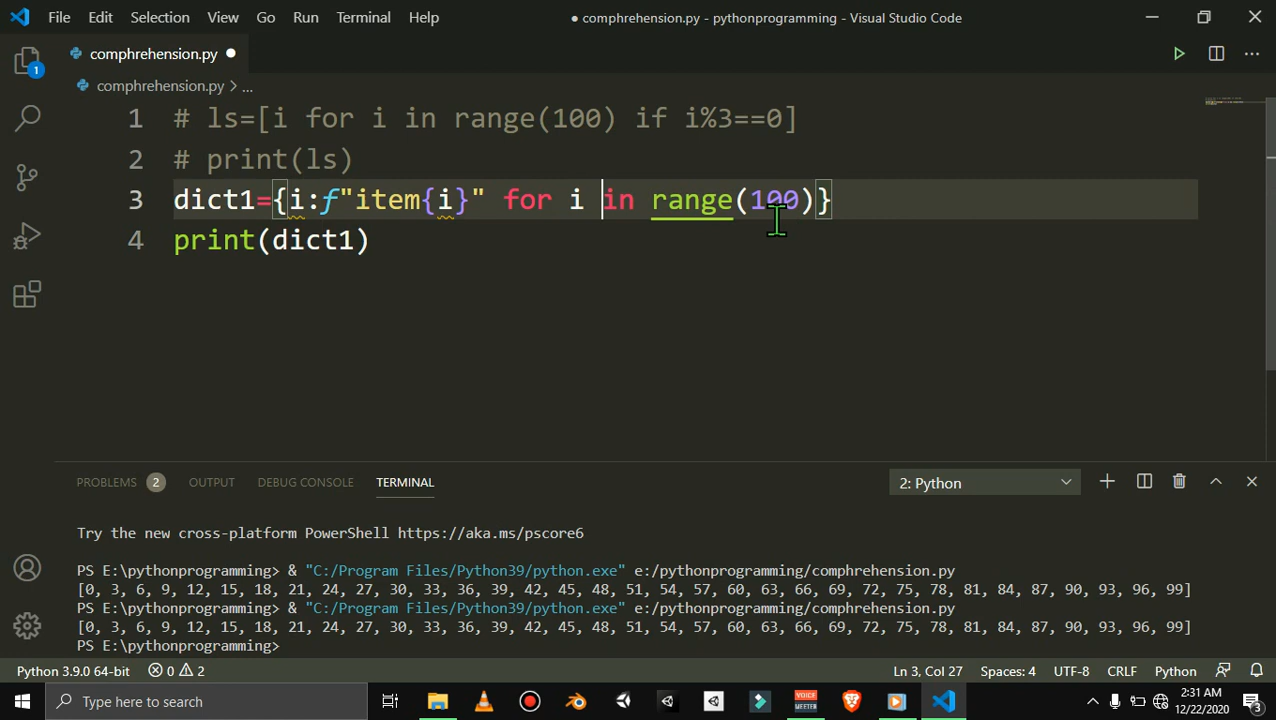 File Edit Selection View Go Run Terminal Help
● comphrehension.py - pythonprogramming - Visual Studio Code
comphrehension.py ●
comphrehension.py > ...
1
1 # ls=[i for i in range(100) if i%3==0]
2 # print(ls)
3 dict1={i:f"item{i}" for i in range(100)}
4 print(dict1)
PROBLEMS 2 OUTPUT DEBUG CONSOLE TERMINAL 2: Python
Try the new cross-platform PowerShell https://aka.ms/pscore6
PS E:\pythonprogramming> & "C:/Program Files/Python39/python.exe" e:/pythonprogramming/comphrehension.py
[0, 3, 6, 9, 12, 15, 18, 21, 24, 27, 30, 33, 36, 39, 42, 45, 48, 51, 54, 57, 60, 63, 66, 69, 72, 75, 78, 81, 84, 87, 90, 93, 96, 99]
PS E:\pythonprogramming> & "C:/Program Files/Python39/python.exe" e:/pythonprogramming/comphrehension.py
[0, 3, 6, 9, 12, 15, 18, 21, 24, 27, 30, 33, 36, 39, 42, 45, 48, 51, 54, 57, 60, 63, 66, 69, 72, 75, 78, 81, 84, 87, 90, 93, 96, 99]
PS E:\pythonprogramming>
Python 3.9.0 64-bit 0 2 Ln 3, Col 27 Spaces: 4 UTF-8 CRLF Python
Type here to search
VOICE
MEETER
2:31 AM
12/22/2020
3